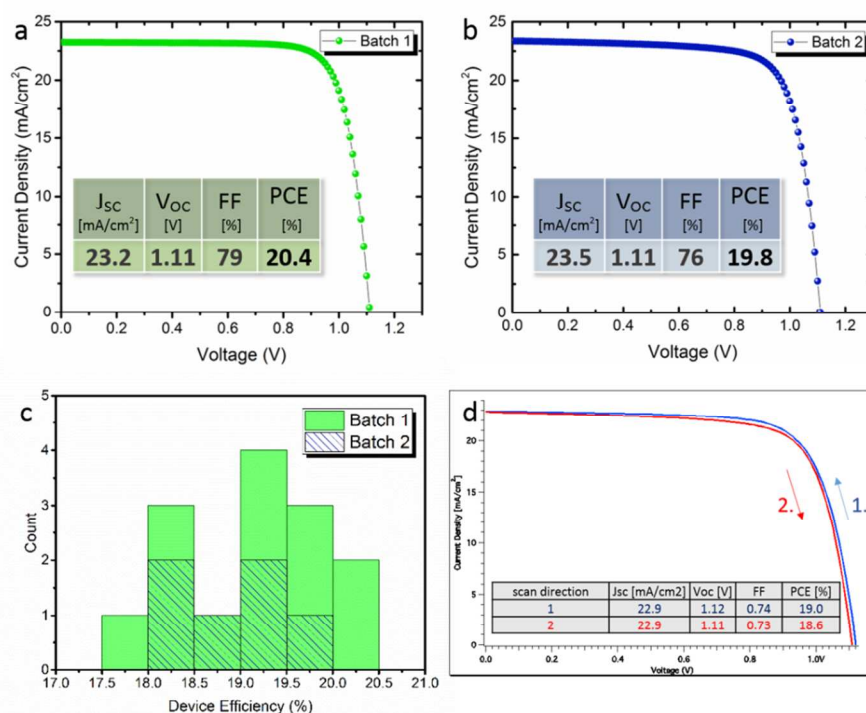 a
Batch 1
Current Density (mA/cm²)
25
20
15
10
5
0
J_SC V_OC FF PCE
[mA/cm²] [V] [%] [%]
23.2 1.11 79 20.4
0.0 0.2 0.4 0.6 0.8 1.0 1.2
Voltage (V)
b
Batch 2
Current Density (mA/cm²)
25
20
15
10
5
0
J_SC V_OC FF PCE
[mA/cm²] [V] [%] [%]
23.5 1.11 76 19.8
0.0 0.2 0.4 0.6 0.8 1.0 1.2
Voltage (V)
c
Batch 1
Batch 2
Count
5
4
3
2
1
0
17.0 17.5 18.0 18.5 19.0 19.5 20.0 20.5 21.0
Device Efficiency (%)
d
Current Density [mA/cm²]
20
15
10
5
0
2.
1.
scan direction Jsc [mA/cm2] Voc [V] FF PCE [%]
1 22.9 1.12 0.74 19.0
2 22.9 1.11 0.73 18.6
0.0 0.2 0.4 0.6 0.8 1.0V
Voltage (V)